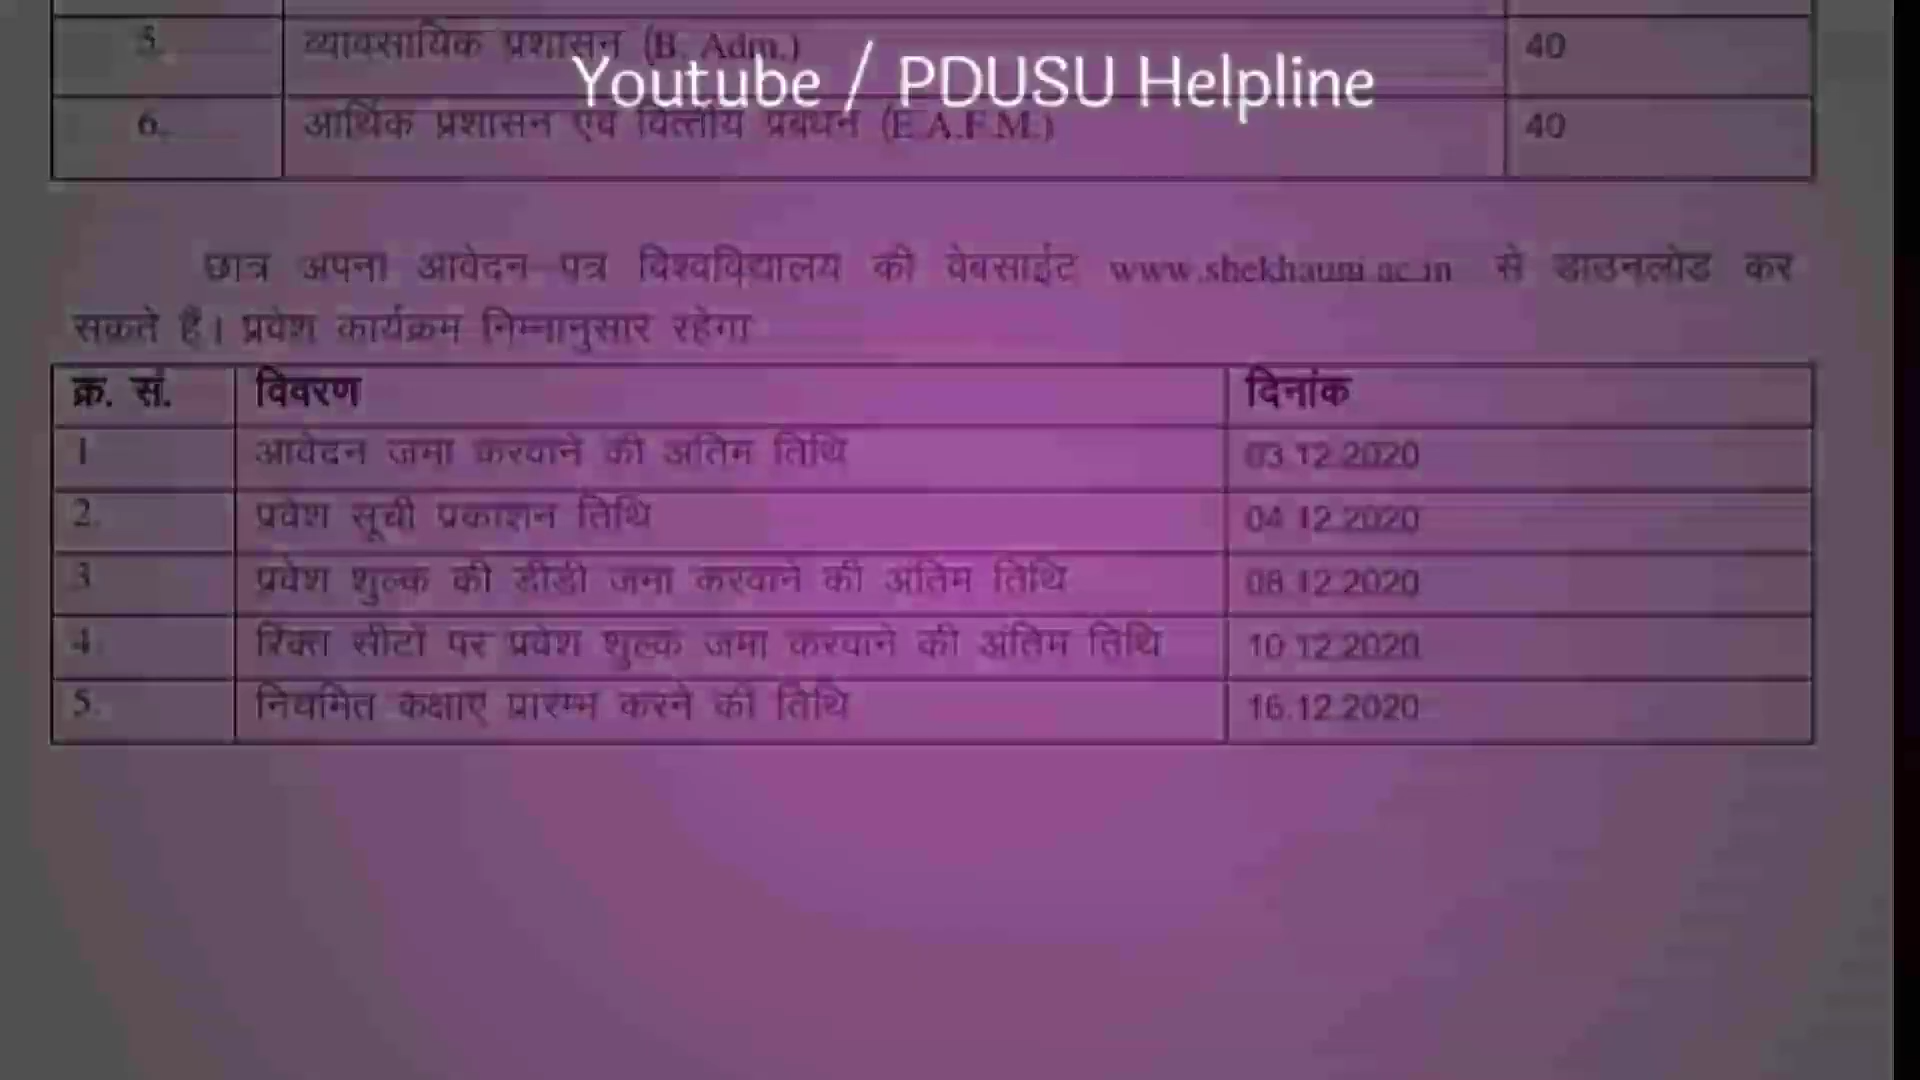 5. व्यावसायिक प्रशासन (B. Adm.) 40
Youtube / PDUSU Helpline
6. आर्थिक प्रशासन एवं वित्तीय प्रबंधन (E.A.F.M.) 40
छात्र अपना आवेदन पत्र विश्वविद्यालय की वेबसाईट www.shekhauni.ac.in से डाउनलोड कर
सकते हैं। प्रवेश कार्यक्रम निम्नानुसार रहेगा
क्र. सं. विवरण दिनांक
1 आवेदन जमा करवाने की अंतिम तिथि 03.12.2020
2. प्रवेश सूची प्रकाशन तिथि 04.12.2020
3 प्रवेश शुल्क की डीडी जमा करवाने की अंतिम तिथि 08.12.2020
4. रिक्त सीटों पर प्रवेश शुल्क जमा करवाने की अंतिम तिथि 10.12.2020
5. नियमित कक्षाए प्रारम्भ करने की तिथि 16.12.2020